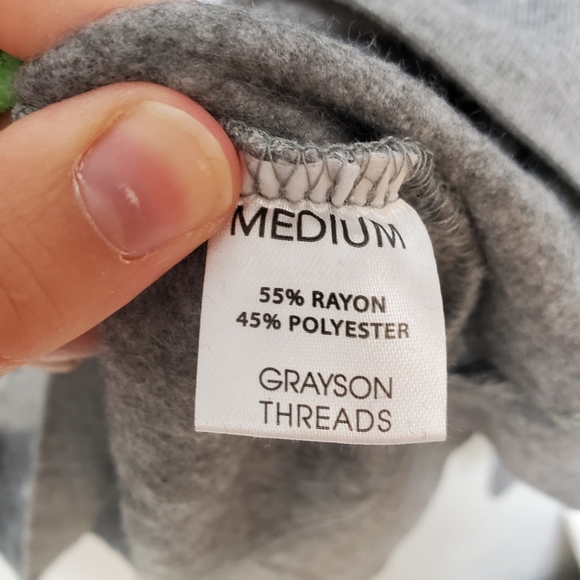 MEDIUM
55% RAYON
45% POLYESTER
GRAYSON
THREADS